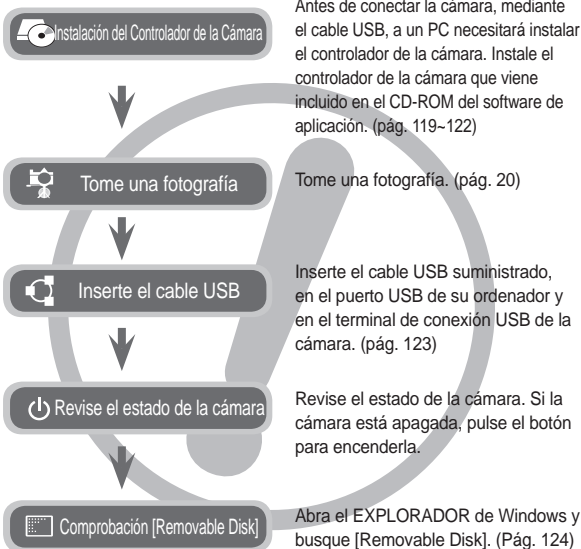 Instalación del Controlador de la Cámara
Antes de conectar la cámara, mediante
el cable USB, a un PC necesitará instalar
el controlador de la cámara. Instale el
controlador de la cámara que viene
incluido en el CD-ROM del software de
aplicación. (pág. 119~122)
Tome una fotografía
Tome una fotografía. (pág. 20)
Inserte el cable USB
Inserte el cable USB suministrado,
en el puerto USB de su ordenador y
en el terminal de conexión USB de la
cámara. (pág. 123)
Revise el estado de la cámara
Revise el estado de la cámara. Si la
cámara está apagada, pulse el botón
para encenderla.
Comprobación [Removable Disk]
Abra el EXPLORADOR de Windows y
busque [Removable Disk]. (Pág. 124)